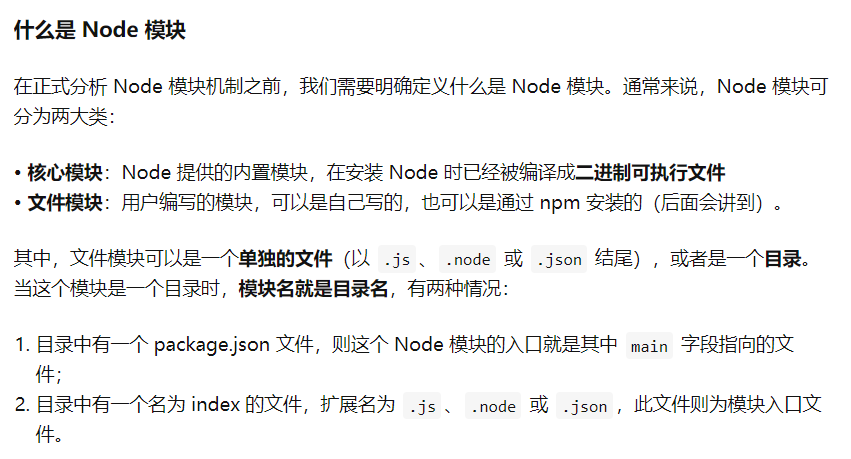 什么是 Node 模块
在正式分析 Node 模块机制之前，我们需要明确定义什么是 Node 模块。通常来说，Node 模块可
分为两大类：
• 核心模块：Node 提供的内置模块，在安装 Node 时已经被编译成二进制可执行文件
• 文件模块：用户编写的模块，可以是自己写的，也可以是通过 npm 安装的（后面会讲到）。
其中，文件模块可以是一个单独的文件（以 .js 、 .node 或 .json 结尾），或者是一个目录。
当这个模块是一个目录时，模块名就是目录名，有两种情况：
1. 目录中有一个 package.json 文件，则这个 Node 模块的入口就是其中 main 字段指向的文
件；
2. 目录中有一个名为 index 的文件，扩展名为 .js 、 .node 或 .json ，此文件则为模块入口文
件。